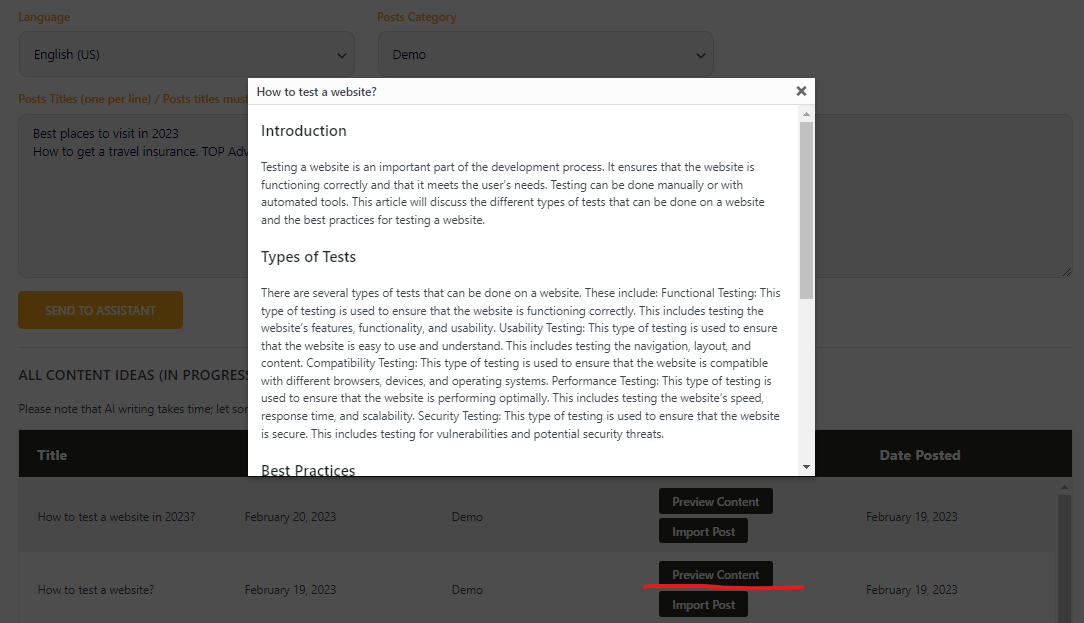 Language
Posts Category
English (US)
Demo
Posts Titles (one per line) / Posts titles must
Best places to visit in 2023
How to get a travel insurance. TOP Adv
SEND TO ASSISTANT
How to test a website?
Introduction
Testing a website is an important part of the development process. It ensures that the website is
functioning correctly and that it meets the user's needs. Testing can be done manually or with
automated tools. This article will discuss the different types of tests that can be done on a website
and the best practices for testing a website.
Types of Tests
There are several types of tests that can be done on a website. These include: Functional Testing: This
type of testing is used to ensure that the website is functioning correctly. This includes testing the
website's features, functionality, and usability. Usability Testing: This type of testing is used to ensure
that the website is easy to use and understand. This includes testing the navigation, layout, and
content. Compatibility Testing: This type of testing is used to ensure that the website is compatible
with different browsers, devices, and operating systems. Performance Testing: This type of testing is
used to ensure that the website is performing optimally. This includes testing the website's speed,
response time, and scalability. Security Testing: This type of testing is used to ensure that the website
is secure. This includes testing for vulnerabilities and potential security threats.
Best Practices
ALL CONTENT IDEAS (IN PROGRESS
Please note that AI writing takes time; let so
Title
Date Posted
How to test a website in 2023?
February 20, 2023
Demo
Preview Content
Import Post
February 19, 2023
How to test a website?
February 19, 2023
Demo
Preview Content
Import Post
February 19, 2023